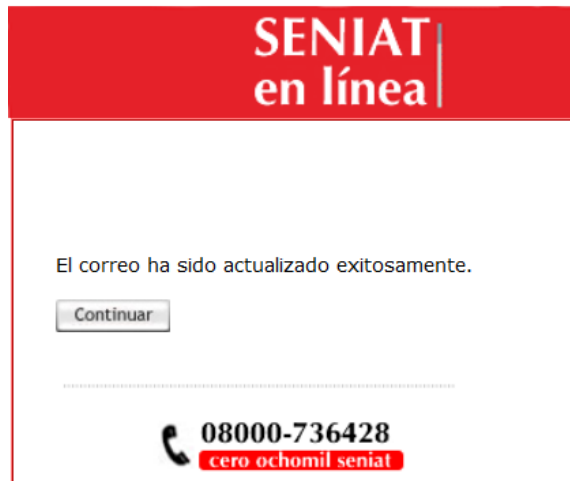 SENIAT
en línea
El correo ha sido actualizado exitosamente.
Continuar
08000-736428
cero ochomil seniat